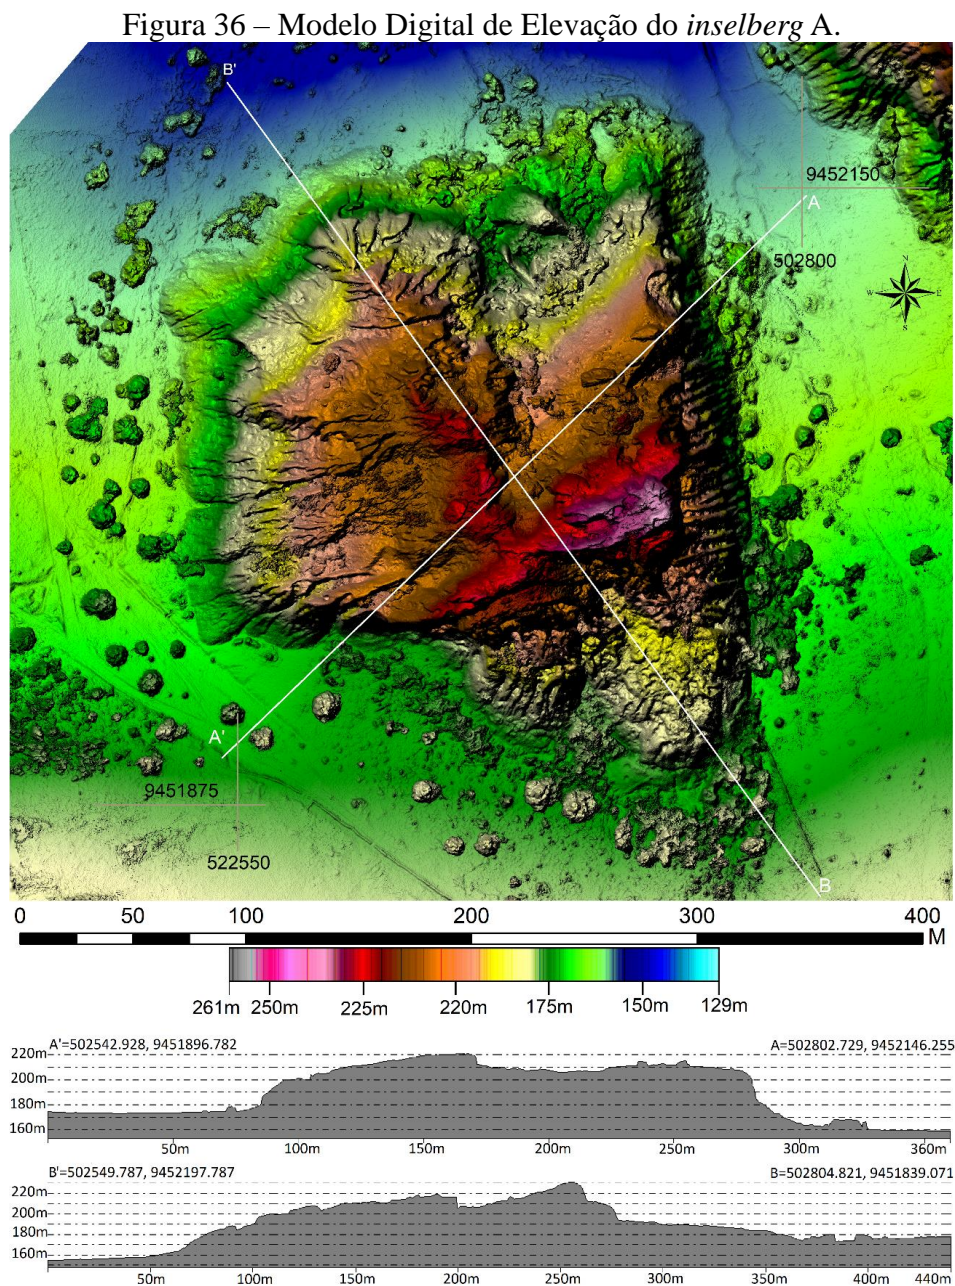 Figura 36 – Modelo Digital de Elevação do inselberg A.
B'
9452150
A
502800
N
W E
S
A'
9451875
522550
B
0 50 100 200 300 400
M
261m 250m 225m 220m 175m 150m 129m
A'=502542.928, 9451896.782 A=502802.729, 9452146.255
220m
200m
180m
160m
50m 100m 150m 200m 250m 300m 360m
B'=502549.787, 9452197.787 B=502804.821, 9451839.071
220m
200m
180m
160m
50m 100m 150m 200m 250m 300m 350m 400m 440m